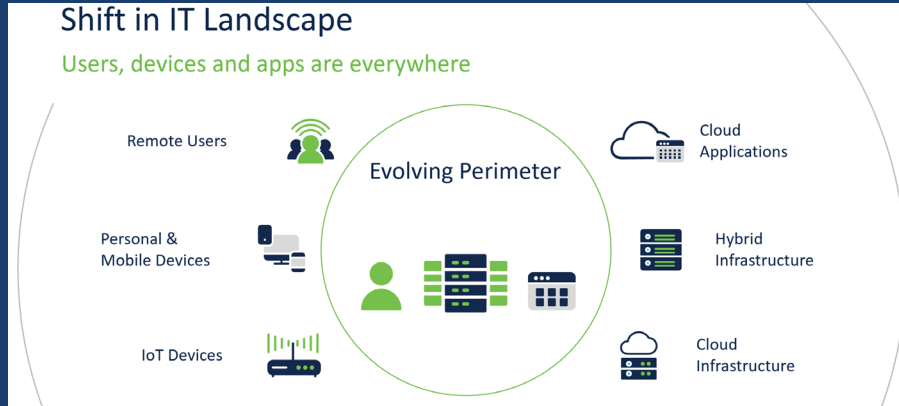 Shift in IT Landscape
Users, devices and apps are everywhere
Remote Users
Evolving Perimeter
Cloud
Applications
Personal &
Mobile Devices
Hybrid
Infrastructure
IoT Devices
Cloud
Infrastructure